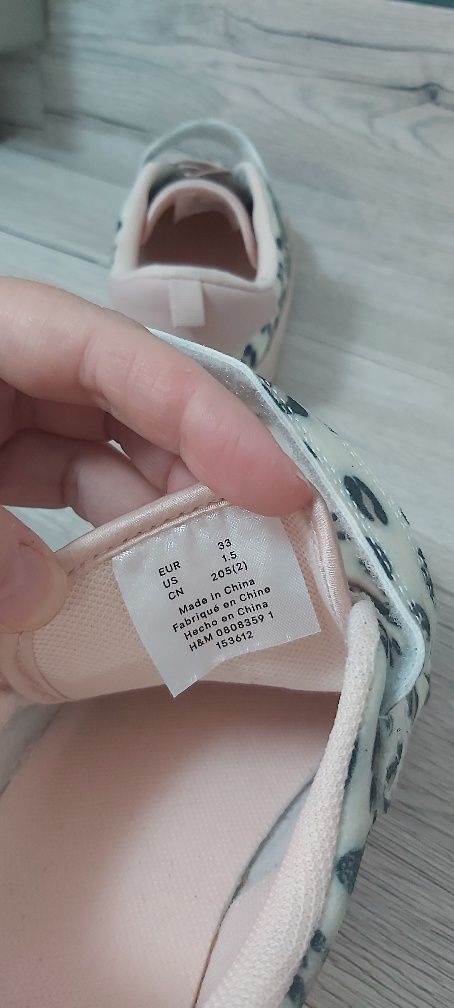 EUR 33
US 1.5
CN 205(2)
Made in China
Fabriqué en Chine
Hecho en China
H&M 0808359 1
153612